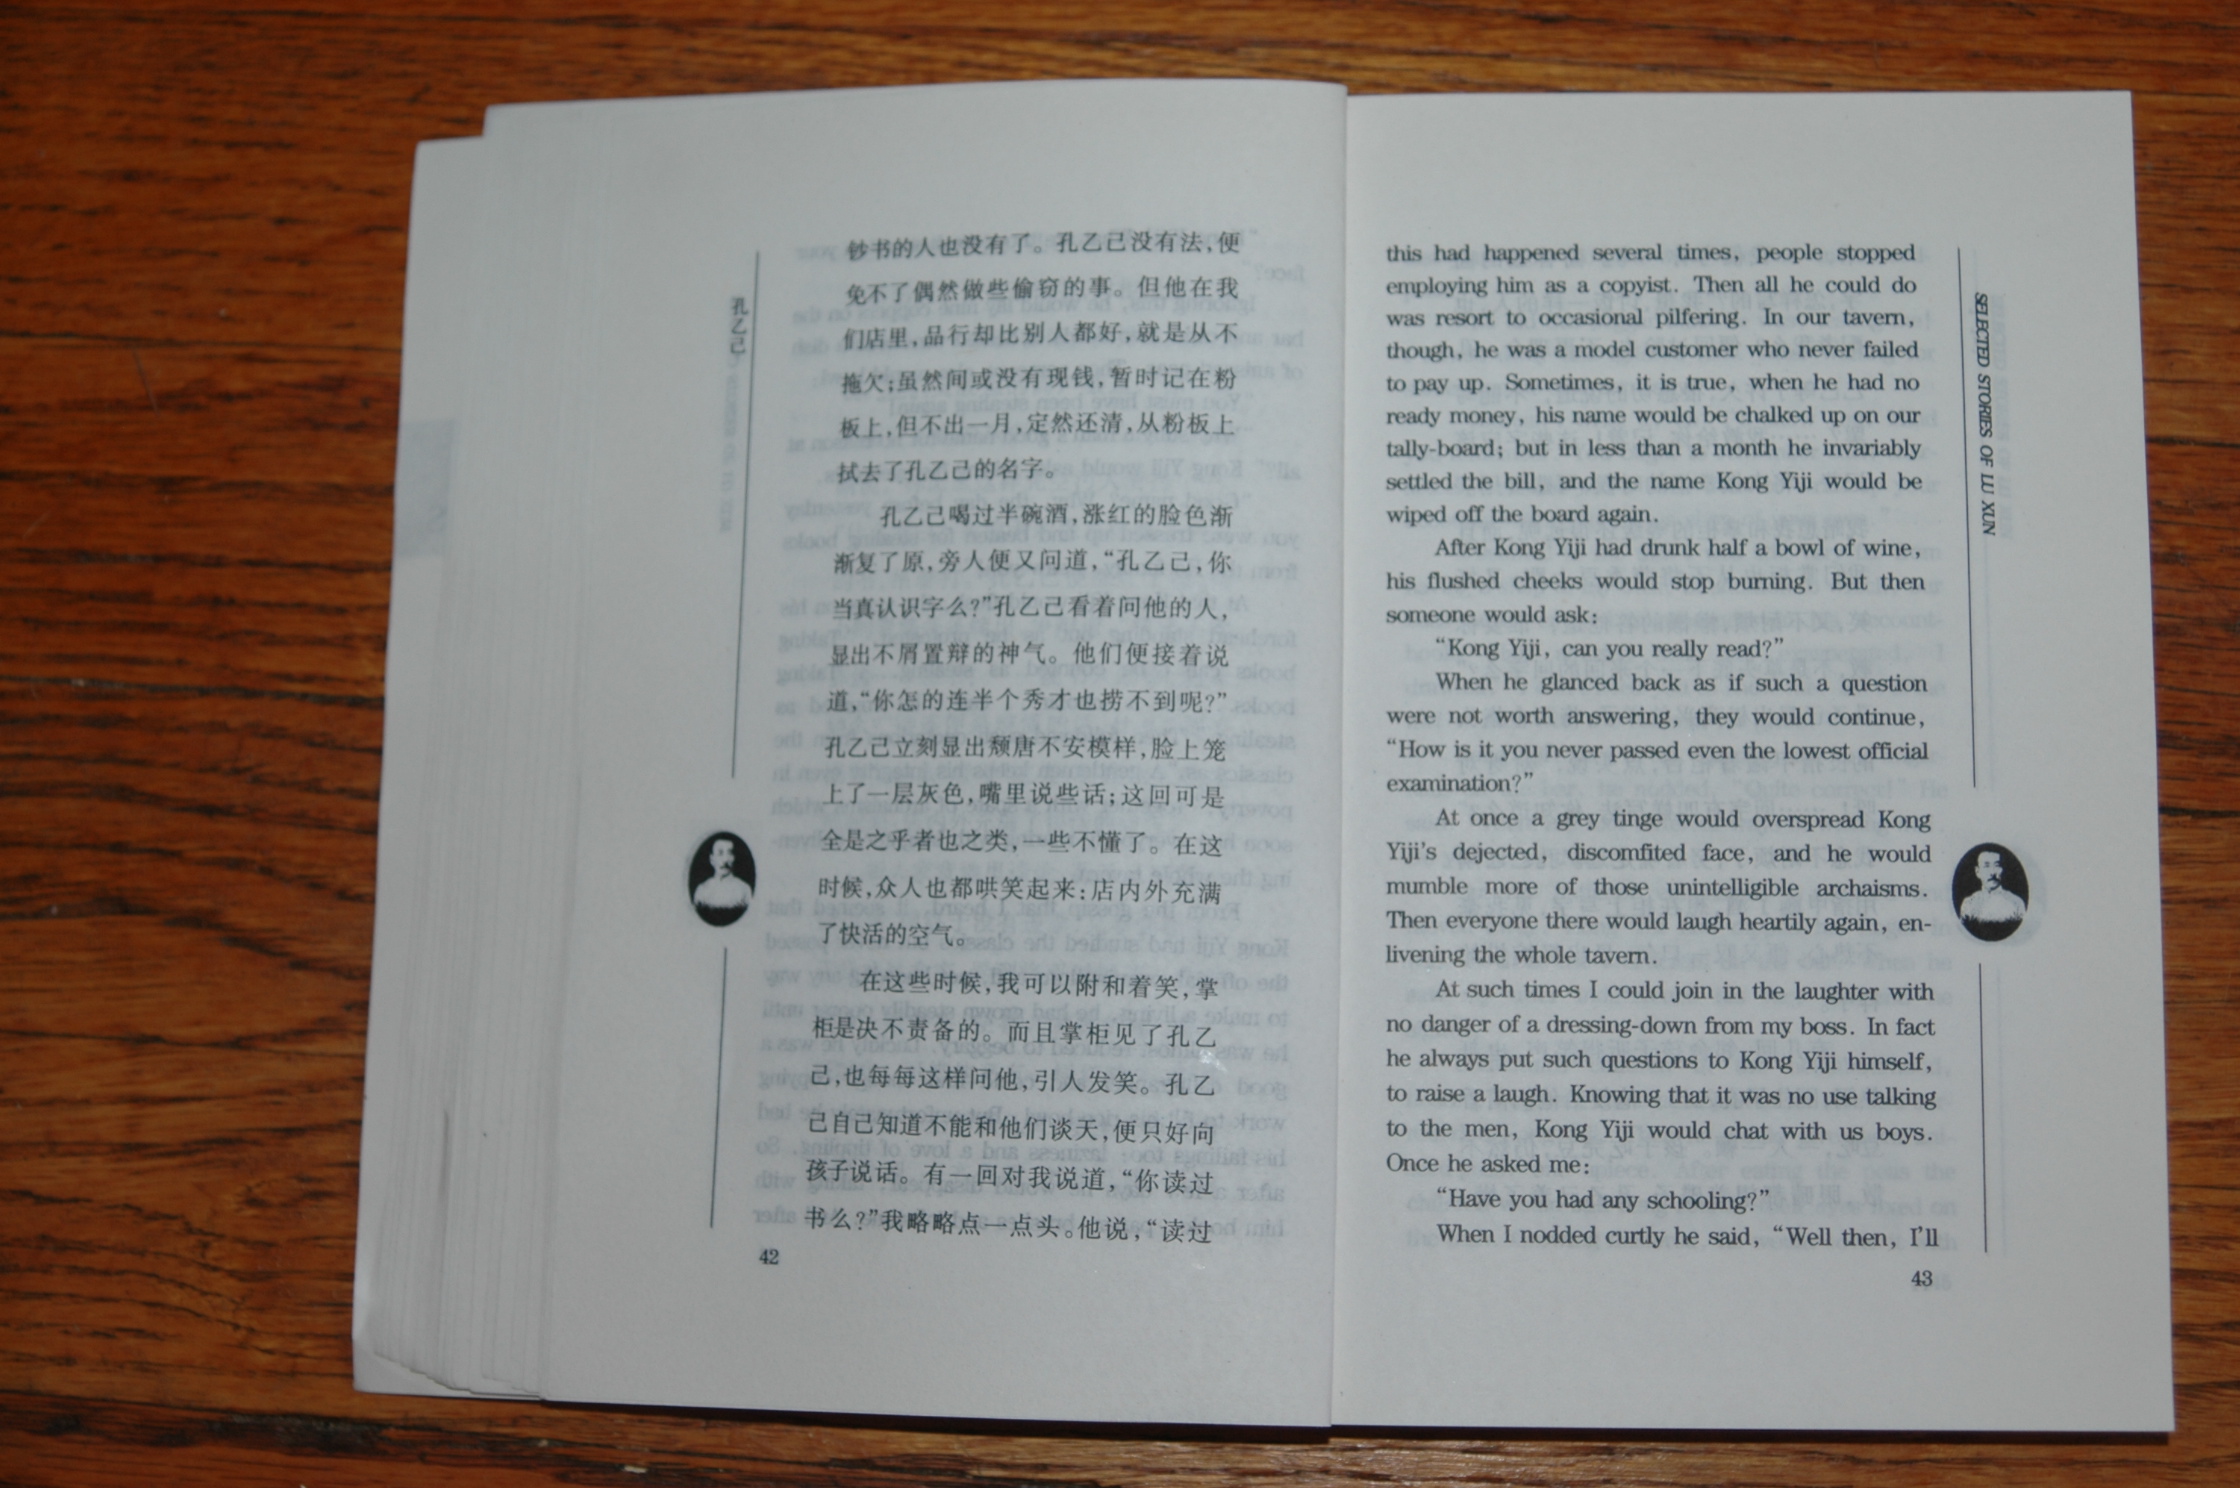 孔乙己
钞书的人也没有了。孔乙己没有法,便
免不了偶然做些偷窃的事。但他在我
们店里,品行却比别人都好,就是从不
拖欠;虽然间或没有现钱,暂时记在粉
板上,但不出一月,定然还清,从粉板上
拭去了孔乙己的名字。
孔乙己喝过半碗酒,涨红的脸色渐
渐复了原,旁人便又问道,“孔乙己,你
当真认识字么?”孔乙己看着问他的人,
显出不屑置辩的神气。他们便接着说
道,“你怎的连半个秀才也捞不到呢?”
孔乙己立刻显出颓唐不安模样,脸上笼
上了一层灰色,嘴里说些话;这回可是
全是之乎者也之类,一些不懂了。在这
时候,众人也都哄笑起来:店内外充满
了快活的空气。
在这些时候,我可以附和着笑,掌
柜是决不责备的。而且掌柜见了孔乙
己,也每每这样问他,引人发笑。孔乙
己自己知道不能和他们谈天,便只好向
孩子说话。有一回对我说道,“你读过
书么?”我略略点一点头。他说,“读过
42
SELECTED STORIES OF LU XUN
this had happened several times, people stopped
employing him as a copyist. Then all he could do
was resort to occasional pilfering. In our tavern,
though, he was a model customer who never failed
to pay up. Sometimes, it is true, when he had no
ready money, his name would be chalked up on our
tally-board; but in less than a month he invariably
settled the bill, and the name Kong Yiji would be
wiped off the board again.
After Kong Yiji had drunk half a bowl of wine,
his flushed cheeks would stop burning. But then
someone would ask:
“Kong Yiji, can you really read?”
When he glanced back as if such a question
were not worth answering, they would continue,
“How is it you never passed even the lowest official
examination?”
At once a grey tinge would overspread Kong
Yiji's dejected, discomfited face, and he would
mumble more of those unintelligible archaisms.
Then everyone there would laugh heartily again, en-
livening the whole tavern.
At such times I could join in the laughter with
no danger of a dressing-down from my boss. In fact
he always put such questions to Kong Yiji himself,
to raise a laugh. Knowing that it was no use talking
to the men, Kong Yiji would chat with us boys.
Once he asked me:
“Have you had any schooling?”
When I nodded curtly he said, “Well then, I'll
43